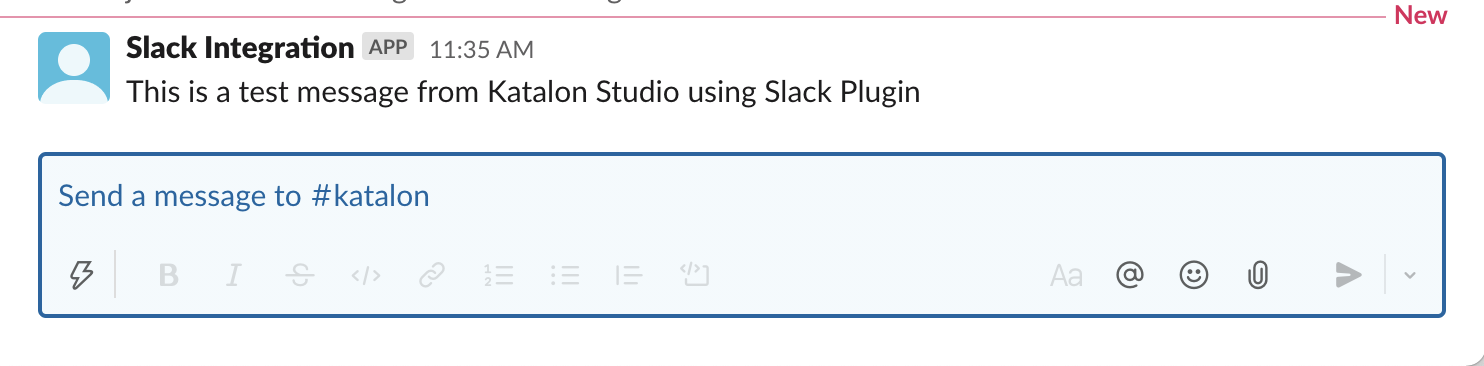 New
Slack Integration APP 11:35 AM
This is a test message from Katalon Studio using Slack Plugin
Send a message to #katalon
B I S Aa @